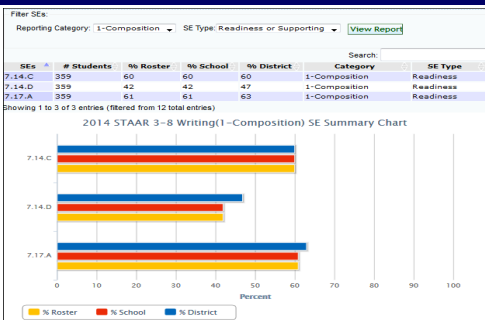 Filter SEs:
Reporting Category: 1-Composition SE Type: Readiness or Supporting View Report
Search:
SEs # Students % Roster % School % District Category SE Type
7.14.C 359 60 60 60 1-Composition Readiness
7.14.D 359 42 42 47 1-Composition Readiness
7.17.A 359 61 61 63 1-Composition Readiness
Showing 1 to 3 of 3 entries (filtered from 12 total entries)
2014 STAAR 3-8 Writing(1-Composition) SE Summary Chart
7.14.C
7.14.D
7.17.A
0 10 20 30 40 50 60 70 80 90 100
Percent
% Roster % School % District